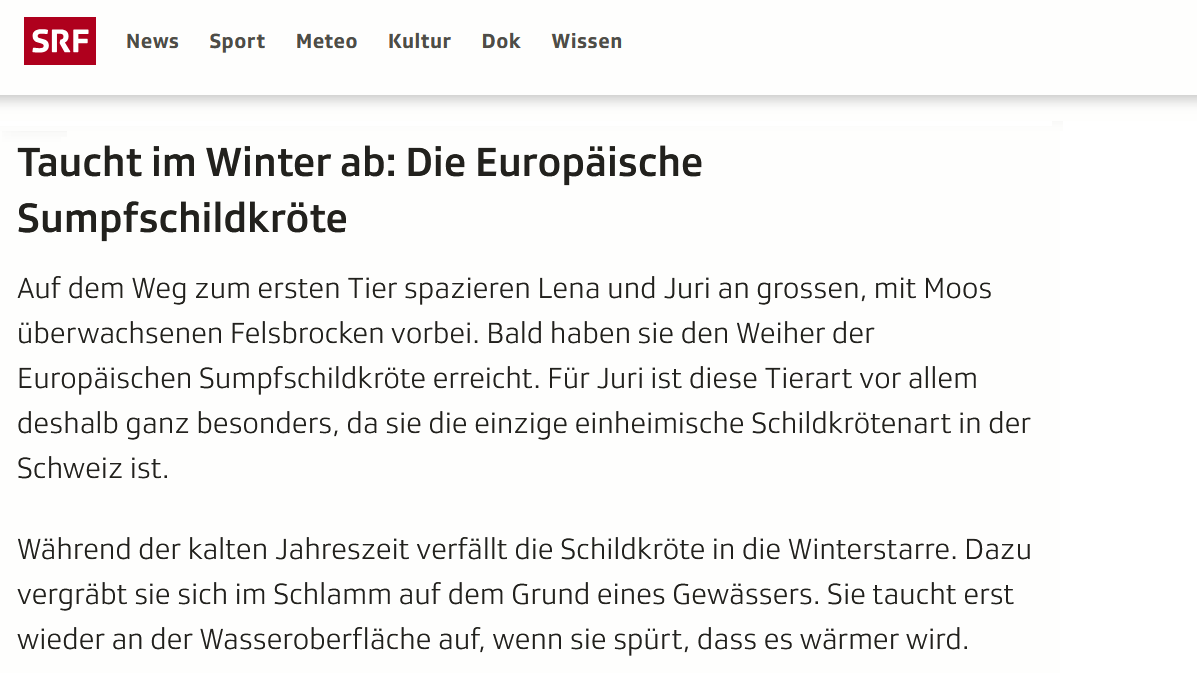 SRF News Sport Meteo Kultur Dok Wissen
Taucht im Winter ab: Die Europäische
Sumpfschildkröte
Auf dem Weg zum ersten Tier spazieren Lena und Juri an grossen, mit Moos
überwachsenen Felsbrocken vorbei. Bald haben sie den Weiher der
Europäischen Sumpfschildkröte erreicht. Für Juri ist diese Tierart vor allem
deshalb ganz besonders, da sie die einzige einheimische Schildkrötenart in der
Schweiz ist.
Während der kalten Jahreszeit verfällt die Schildkröte in die Winterstarre. Dazu
vergräbt sie sich im Schlamm auf dem Grund eines Gewässers. Sie taucht erst
wieder an der Wasseroberfläche auf, wenn sie spürt, dass es wärmer wird.